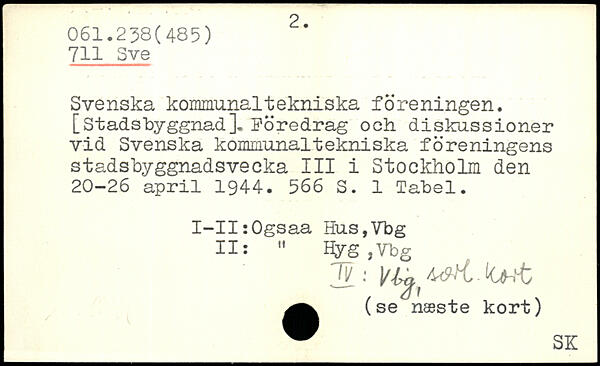 2.
061.238(485)
711 Sve
Svenska kommunaltekniska föreningen.
[Stadsbyggnad]. Föredrag och diskussioner
vid Svenska kommunaltekniska föreningens
stadsbyggnadsvecka III i Stockholm den
20-26 april 1944. 566 S. 1 Tabel.
I-II:Ogsaa Hus,Vbg
II: " Hyg ,Vbg
IV: Vbg, særl. kort
(se næste kort)
SK